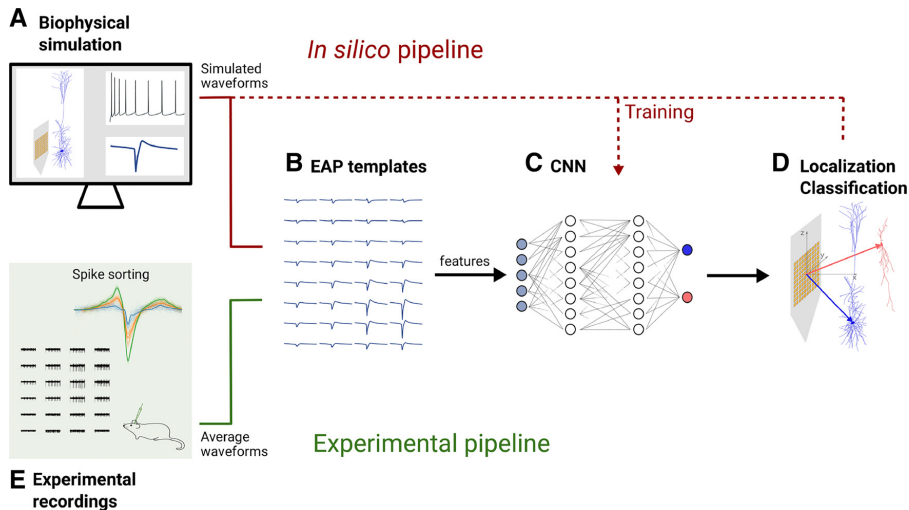 A Biophysical
simulation
In silico pipeline
Simulated
waveforms
Training
B EAP templates
C CNN
D Localization
Classification
features
z
y
x
Spike sorting
Average
waveforms
Experimental pipeline
E Experimental
recordings